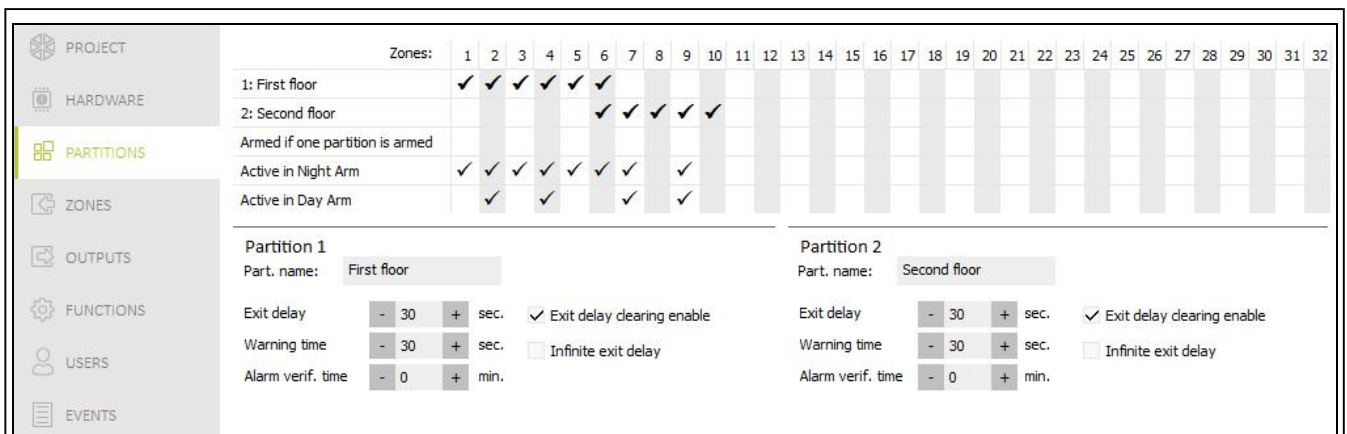 PROJECT
HARDWARE
PARTITIONS
ZONES
OUTPUTS
FUNCTIONS
USERS
EVENTS
Zones: 1 2 3 4 5 6 7 8 9 10 11 12 13 14 15 16 17 18 19 20 21 22 23 24 25 26 27 28 29 30 31 32
1: First floor ✓ ✓ ✓ ✓ ✓ ✓
2: Second floor ✓ ✓ ✓ ✓ ✓
Armed if one partition is armed
Active in Night Arm ✓ ✓ ✓ ✓ ✓ ✓ ✓ ✓
Active in Day Arm ✓ ✓ ✓ ✓
Partition 1
Part. name: First floor
Exit delay - 30 + sec. ✓ Exit delay clearing enable
Warning time - 30 + sec. Infinite exit delay
Alarm verif. time - 0 + min.
Partition 2
Part. name: Second floor
Exit delay - 30 + sec. ✓ Exit delay clearing enable
Warning time - 30 + sec. Infinite exit delay
Alarm verif. time - 0 + min.